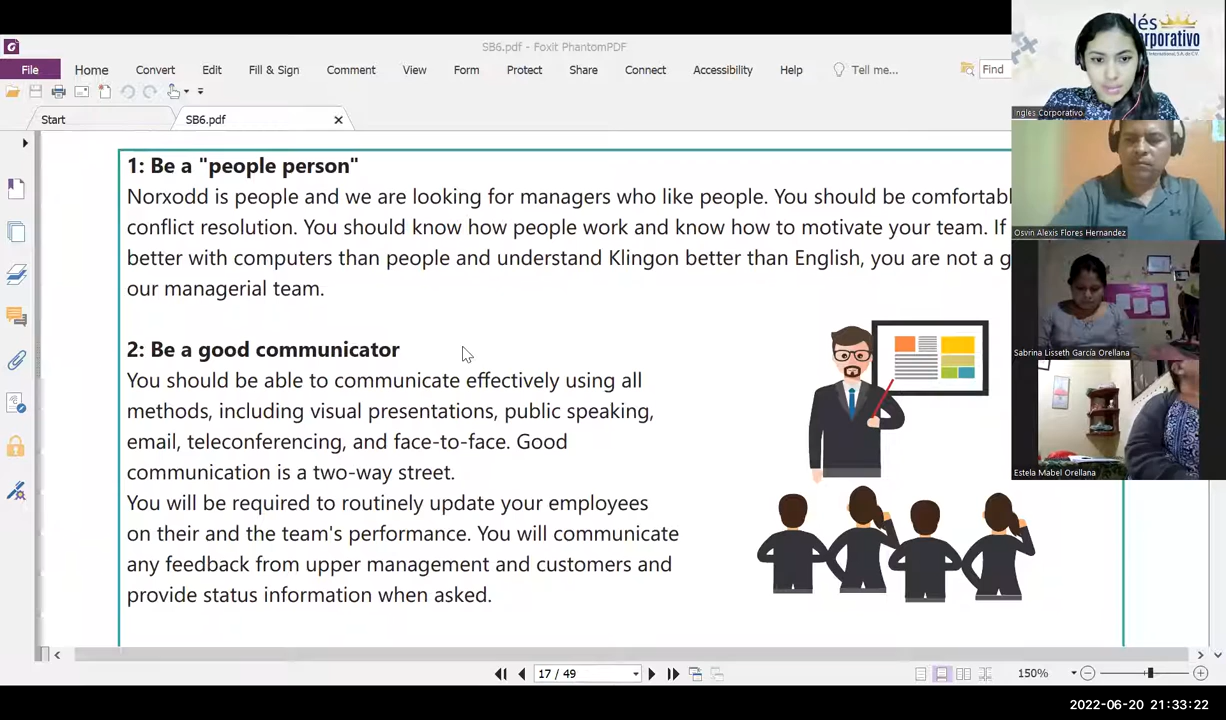 SB6.pdf - Foxit PhantomPDF
File Home Convert Edit Fill & Sign Comment View Form Protect Share Connect Accessibility Help Tell me... Find
Start SB6.pdf
1: Be a "people person"
Norxodd is people and we are looking for managers who like people. You should be comfortabl
conflict resolution. You should know how people work and know how to motivate your team. If
better with computers than people and understand Klingon better than English, you are not a g
our managerial team.
2: Be a good communicator
You should be able to communicate effectively using all
methods, including visual presentations, public speaking,
email, teleconferencing, and face-to-face. Good
communication is a two-way street.
You will be required to routinely update your employees
on their and the team's performance. You will communicate
any feedback from upper management and customers and
provide status information when asked.
17 / 49
150%
glés
orporativo
Ingles Corporativo
Osvin Alexis Flores Hernandez
Sabrina Lisseth García Orellana
Estela Mabel Orellana
2022-06-20 21:33:22